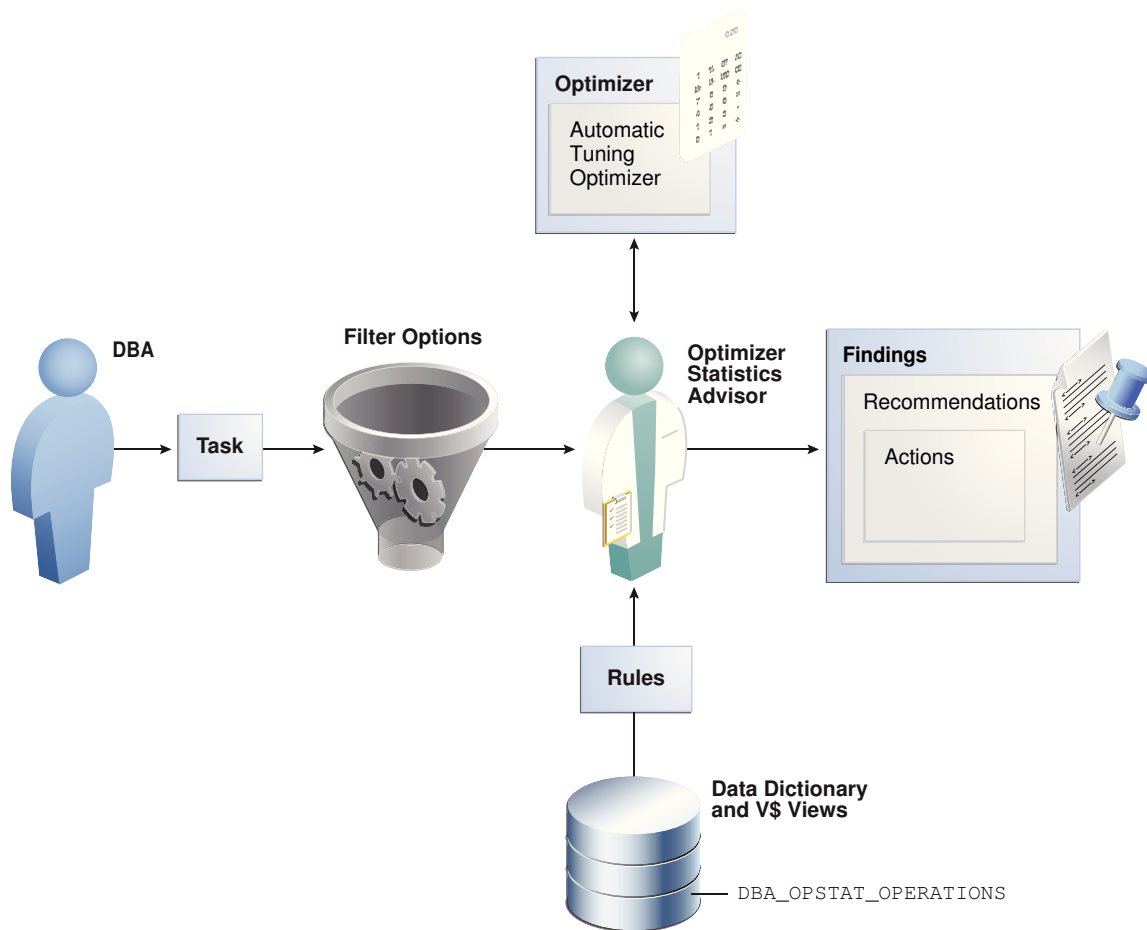 Optimizer
Automatic
Tuning
Optimizer
DBA
Filter Options
Optimizer
Statistics
Advisor
Findings
Recommendations
Actions
Task
Rules
Data Dictionary
and V$ Views
DBA_OPSTAT_OPERATIONS